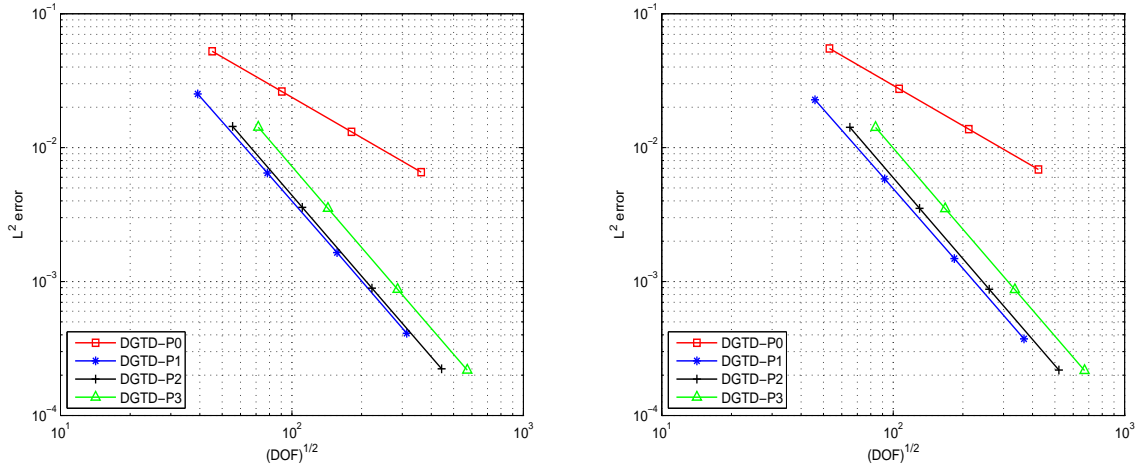 10^-1
10^-2
10^-3
10^-4
L^2 error
10^1
10^2
10^3
(DOF)^1/2
DGTD-P0
DGTD-P1
DGTD-P2
DGTD-P3
10^-1
10^-2
10^-3
10^-4
L^2 error
10^1
10^2
10^3
(DOF)^1/2
DGTD-P0
DGTD-P1
DGTD-P2
DGTD-P3